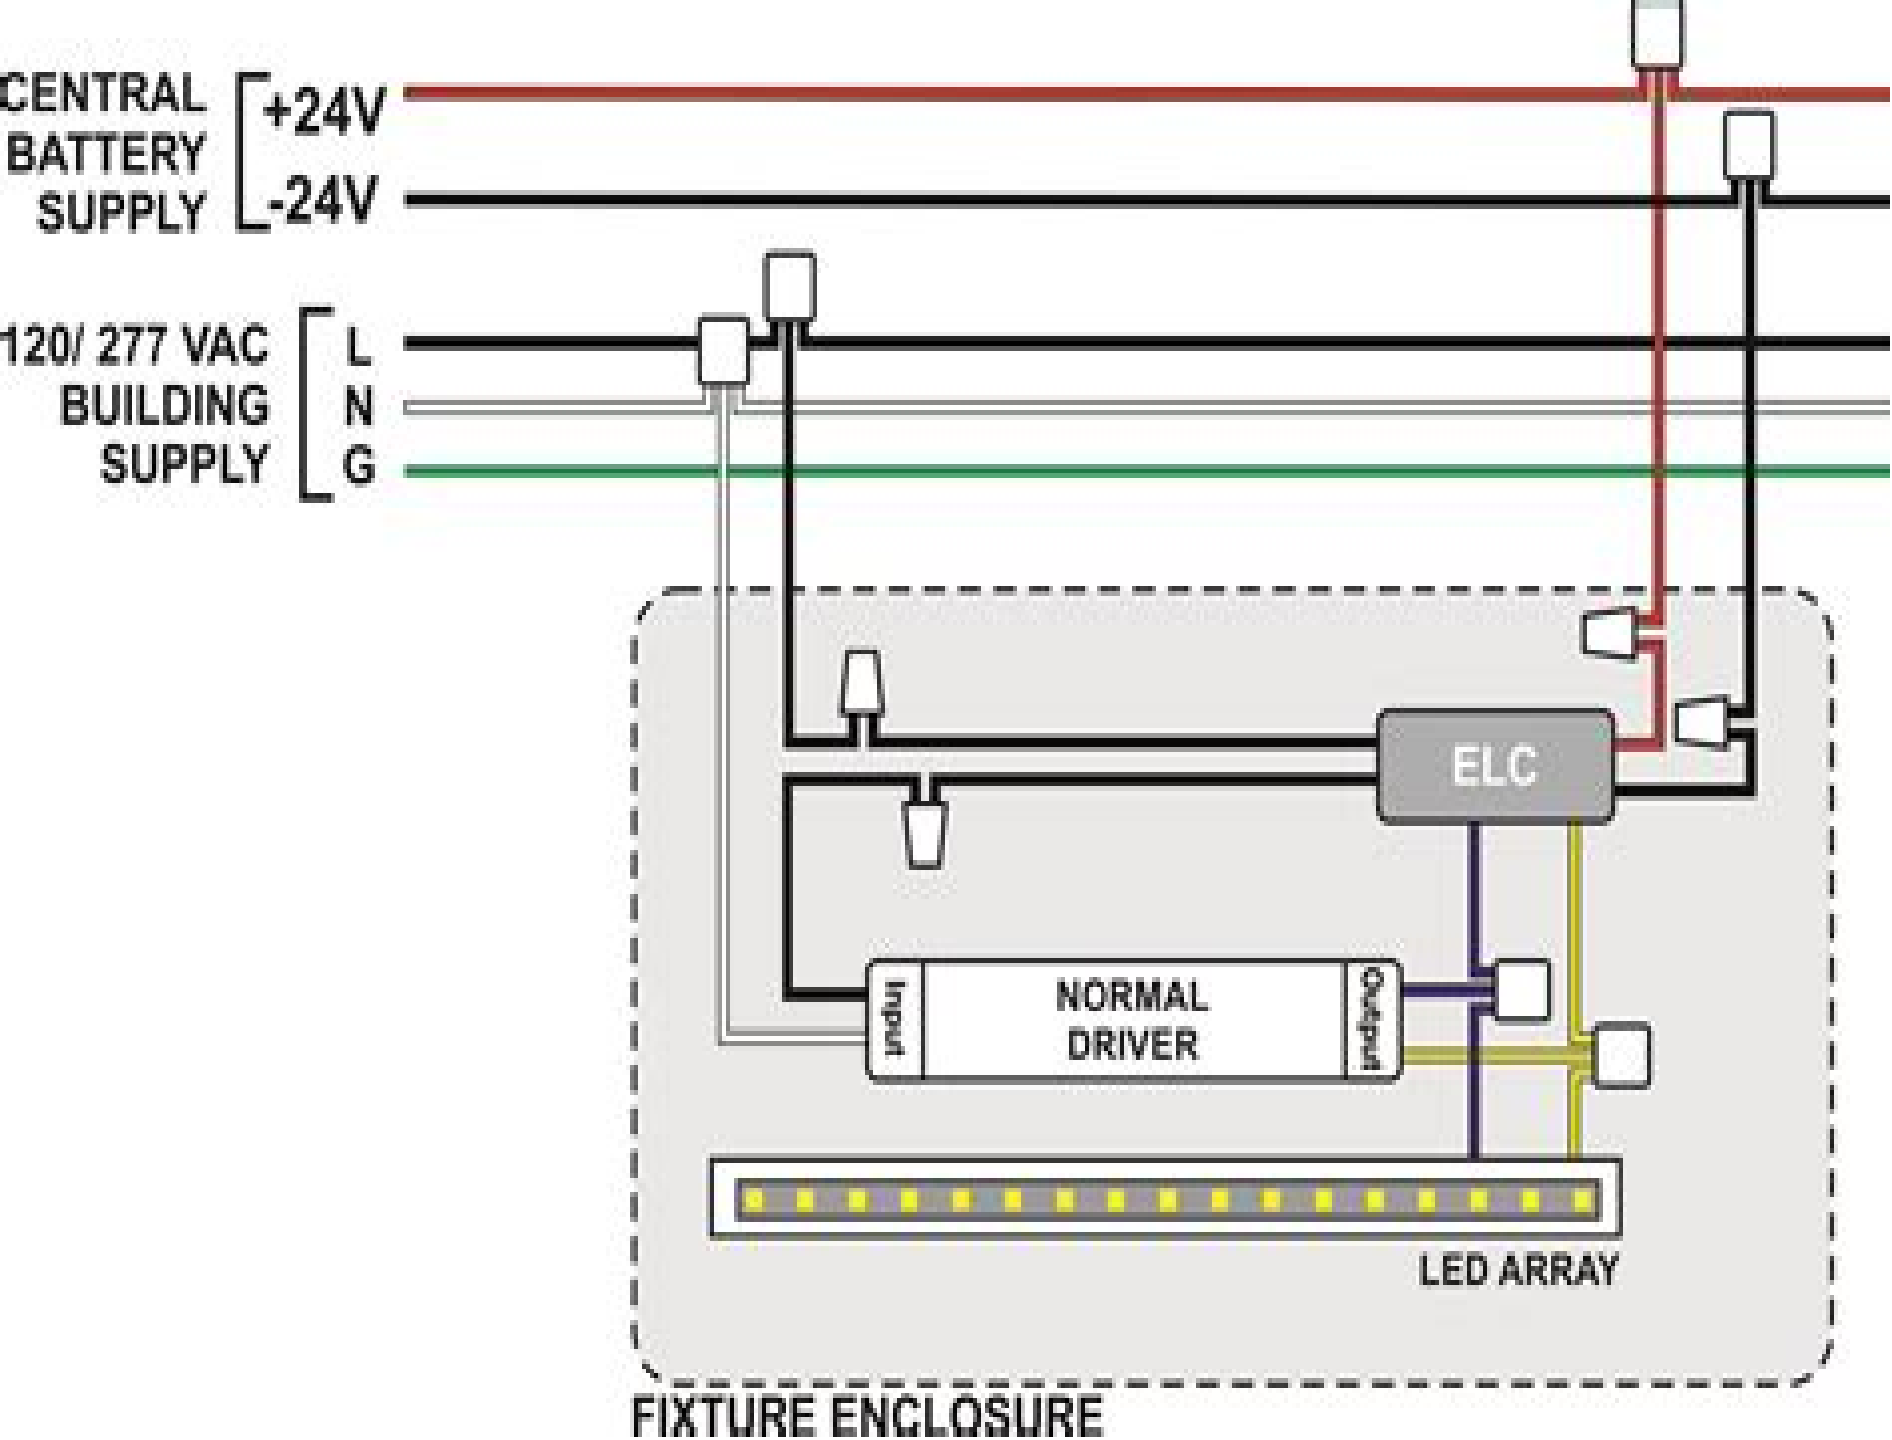 CENTRAL
BATTERY
SUPPLY
+24V
-24V
120/ 277 VAC
BUILDING
SUPPLY
L
N
G
ELC
Input
NORMAL
DRIVER
Output
LED ARRAY
FIXTURE ENCLOSURE